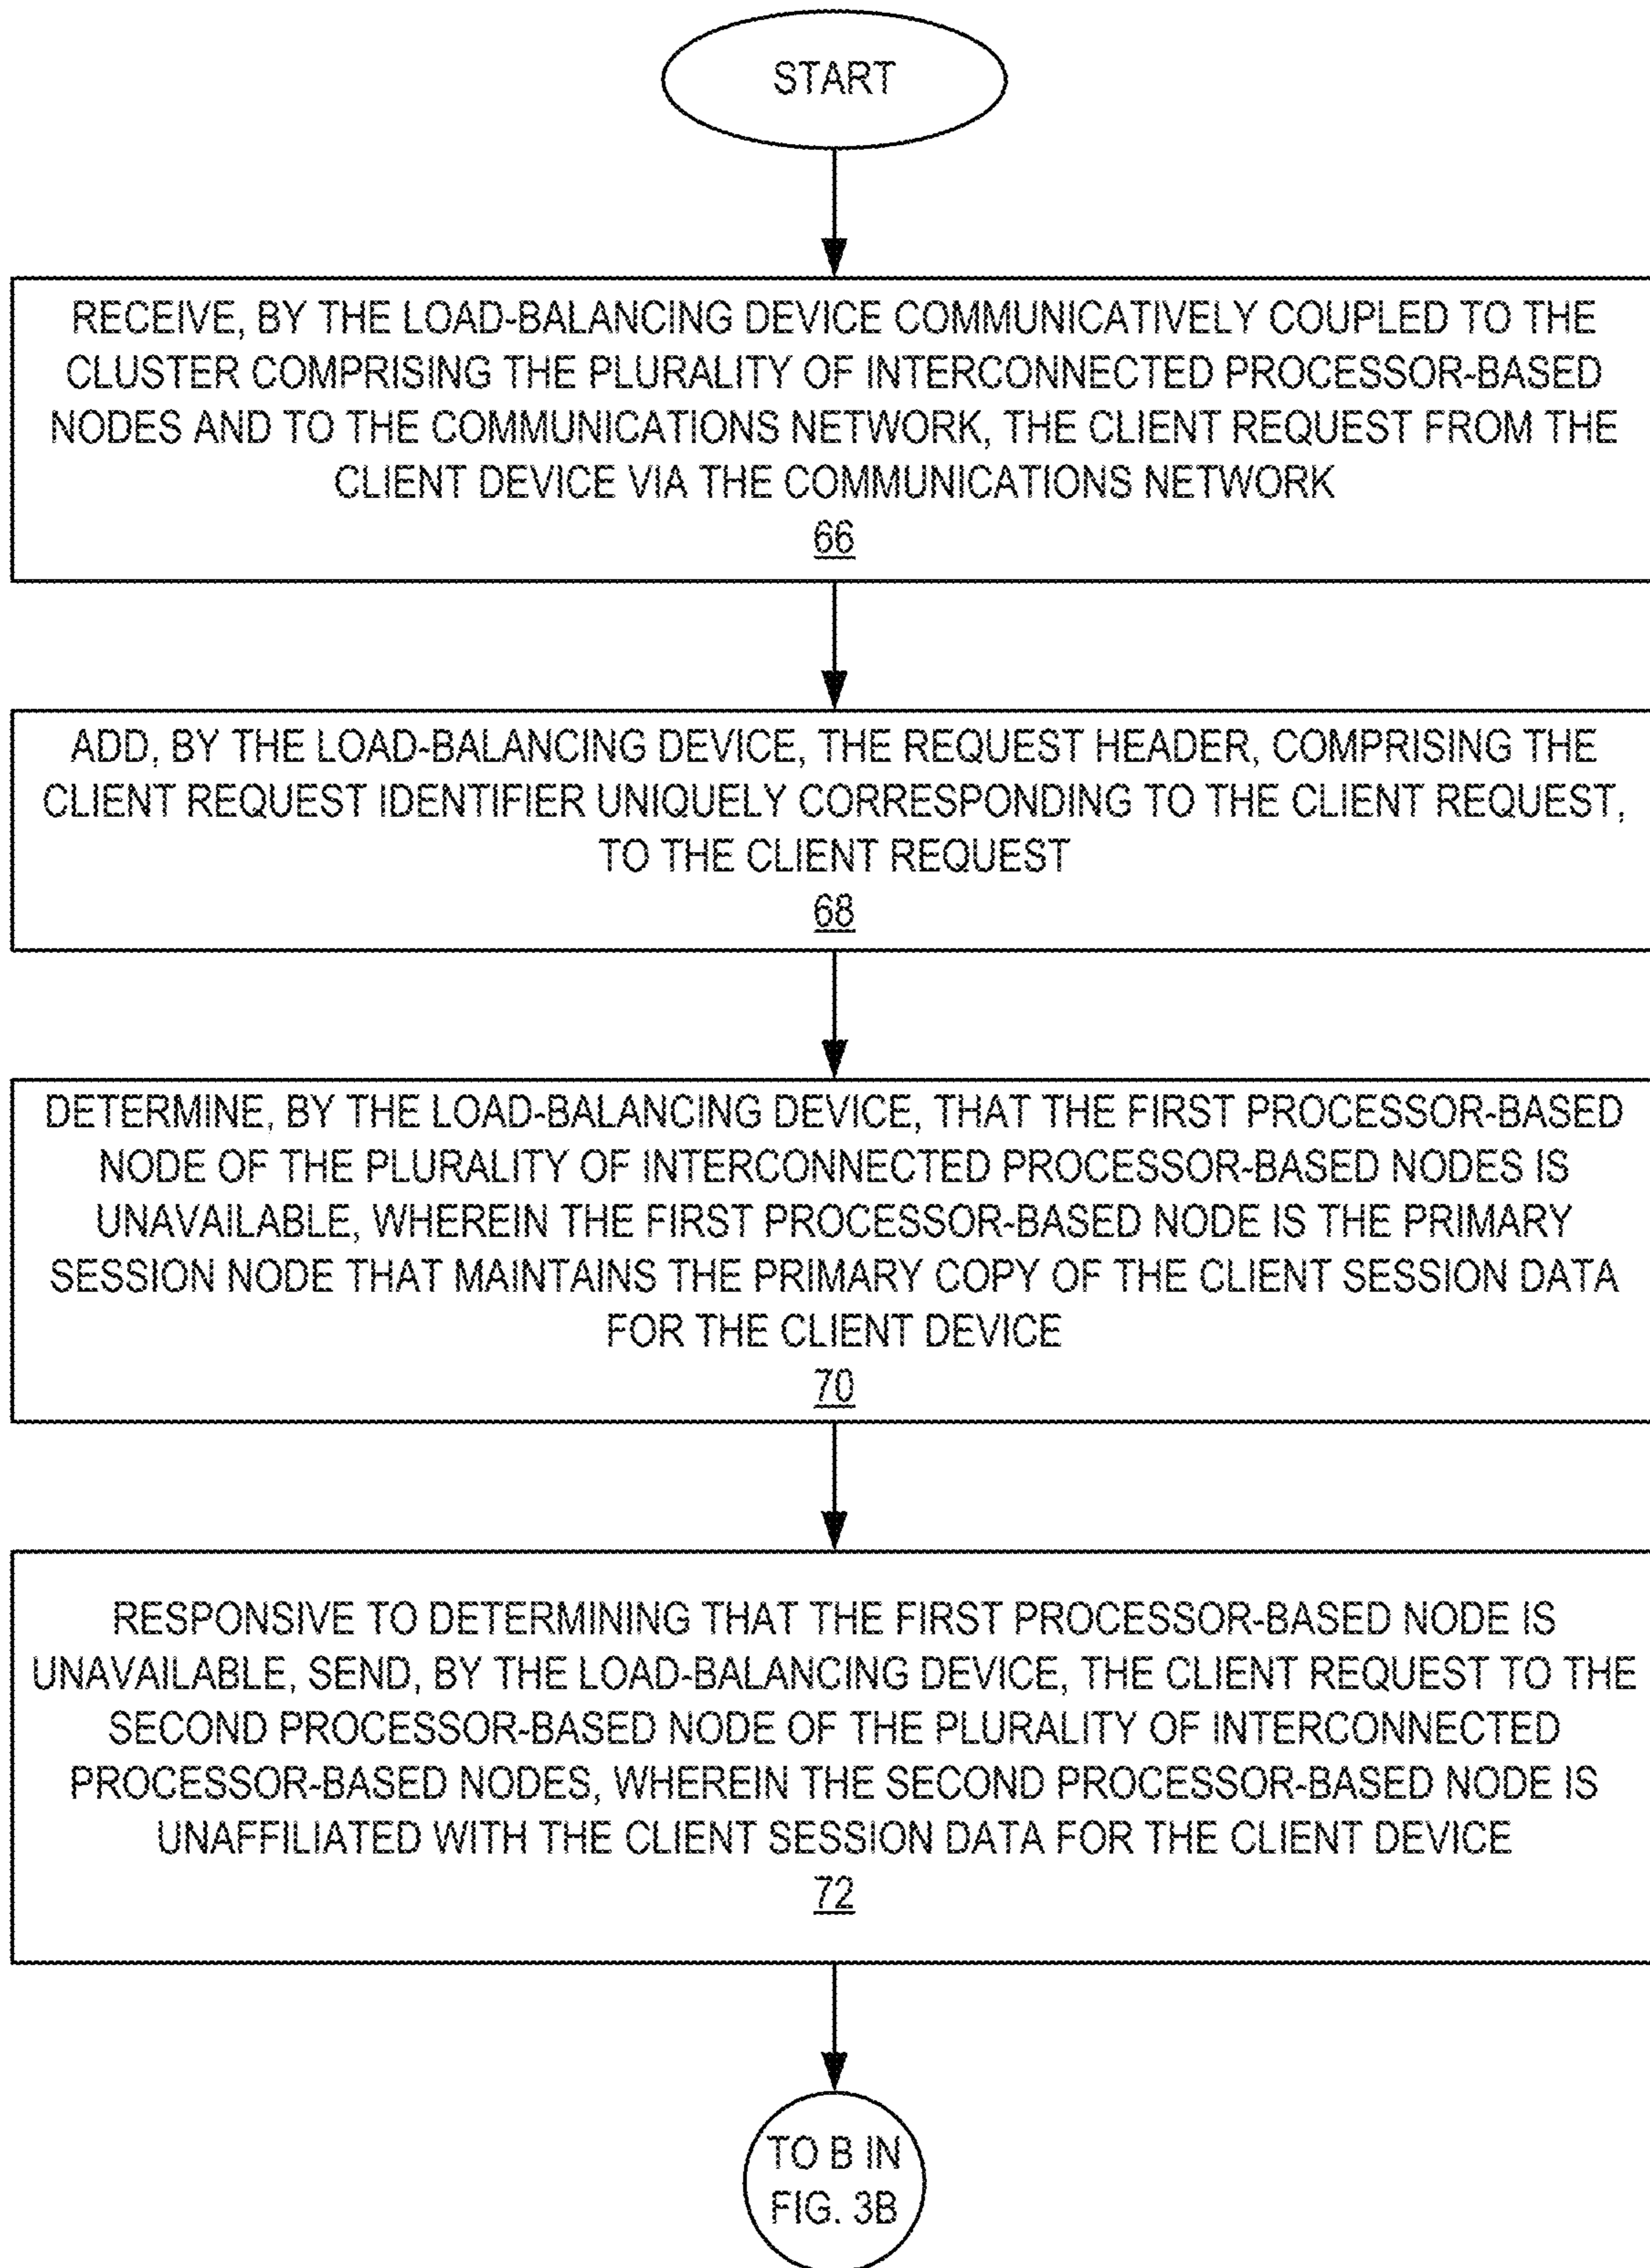 START
RECEIVE, BY THE LOAD-BALANCING DEVICE COMMUNICATIVELY COUPLED TO THE
CLUSTER COMPRISING THE PLURALITY OF INTERCONNECTED PROCESSOR-BASED
NODES AND TO THE COMMUNICATIONS NETWORK, THE CLIENT REQUEST FROM THE
CLIENT DEVICE VIA THE COMMUNICATIONS NETWORK
66
ADD, BY THE LOAD-BALANCING DEVICE, THE REQUEST HEADER, COMPRISING THE
CLIENT REQUEST IDENTIFIER UNIQUELY CORRESPONDING TO THE CLIENT REQUEST,
TO THE CLIENT REQUEST
68
DETERMINE, BY THE LOAD-BALANCING DEVICE, THAT THE FIRST PROCESSOR-BASED
NODE OF THE PLURALITY OF INTERCONNECTED PROCESSOR-BASED NODES IS
UNAVAILABLE, WHEREIN THE FIRST PROCESSOR-BASED NODE IS THE PRIMARY
SESSION NODE THAT MAINTAINS THE PRIMARY COPY OF THE CLIENT SESSION DATA
FOR THE CLIENT DEVICE
70
RESPONSIVE TO DETERMINING THAT THE FIRST PROCESSOR-BASED NODE IS
UNAVAILABLE, SEND, BY THE LOAD-BALANCING DEVICE, THE CLIENT REQUEST TO THE
SECOND PROCESSOR-BASED NODE OF THE PLURALITY OF INTERCONNECTED
PROCESSOR-BASED NODES, WHEREIN THE SECOND PROCESSOR-BASED NODE IS
UNAFFILIATED WITH THE CLIENT SESSION DATA FOR THE CLIENT DEVICE
72
TO B IN
FIG. 3B